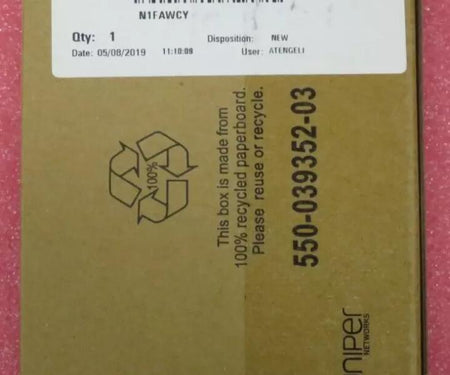 N1FAWCY
Qty: 1
Disposition: NEW
Date: 05/08/2019 11:10:09 User: ATENGELI
100%
This box is made from
100% recycled paperboard.
Please reuse or recycle.
550-039352-03
niper
NETWORKS